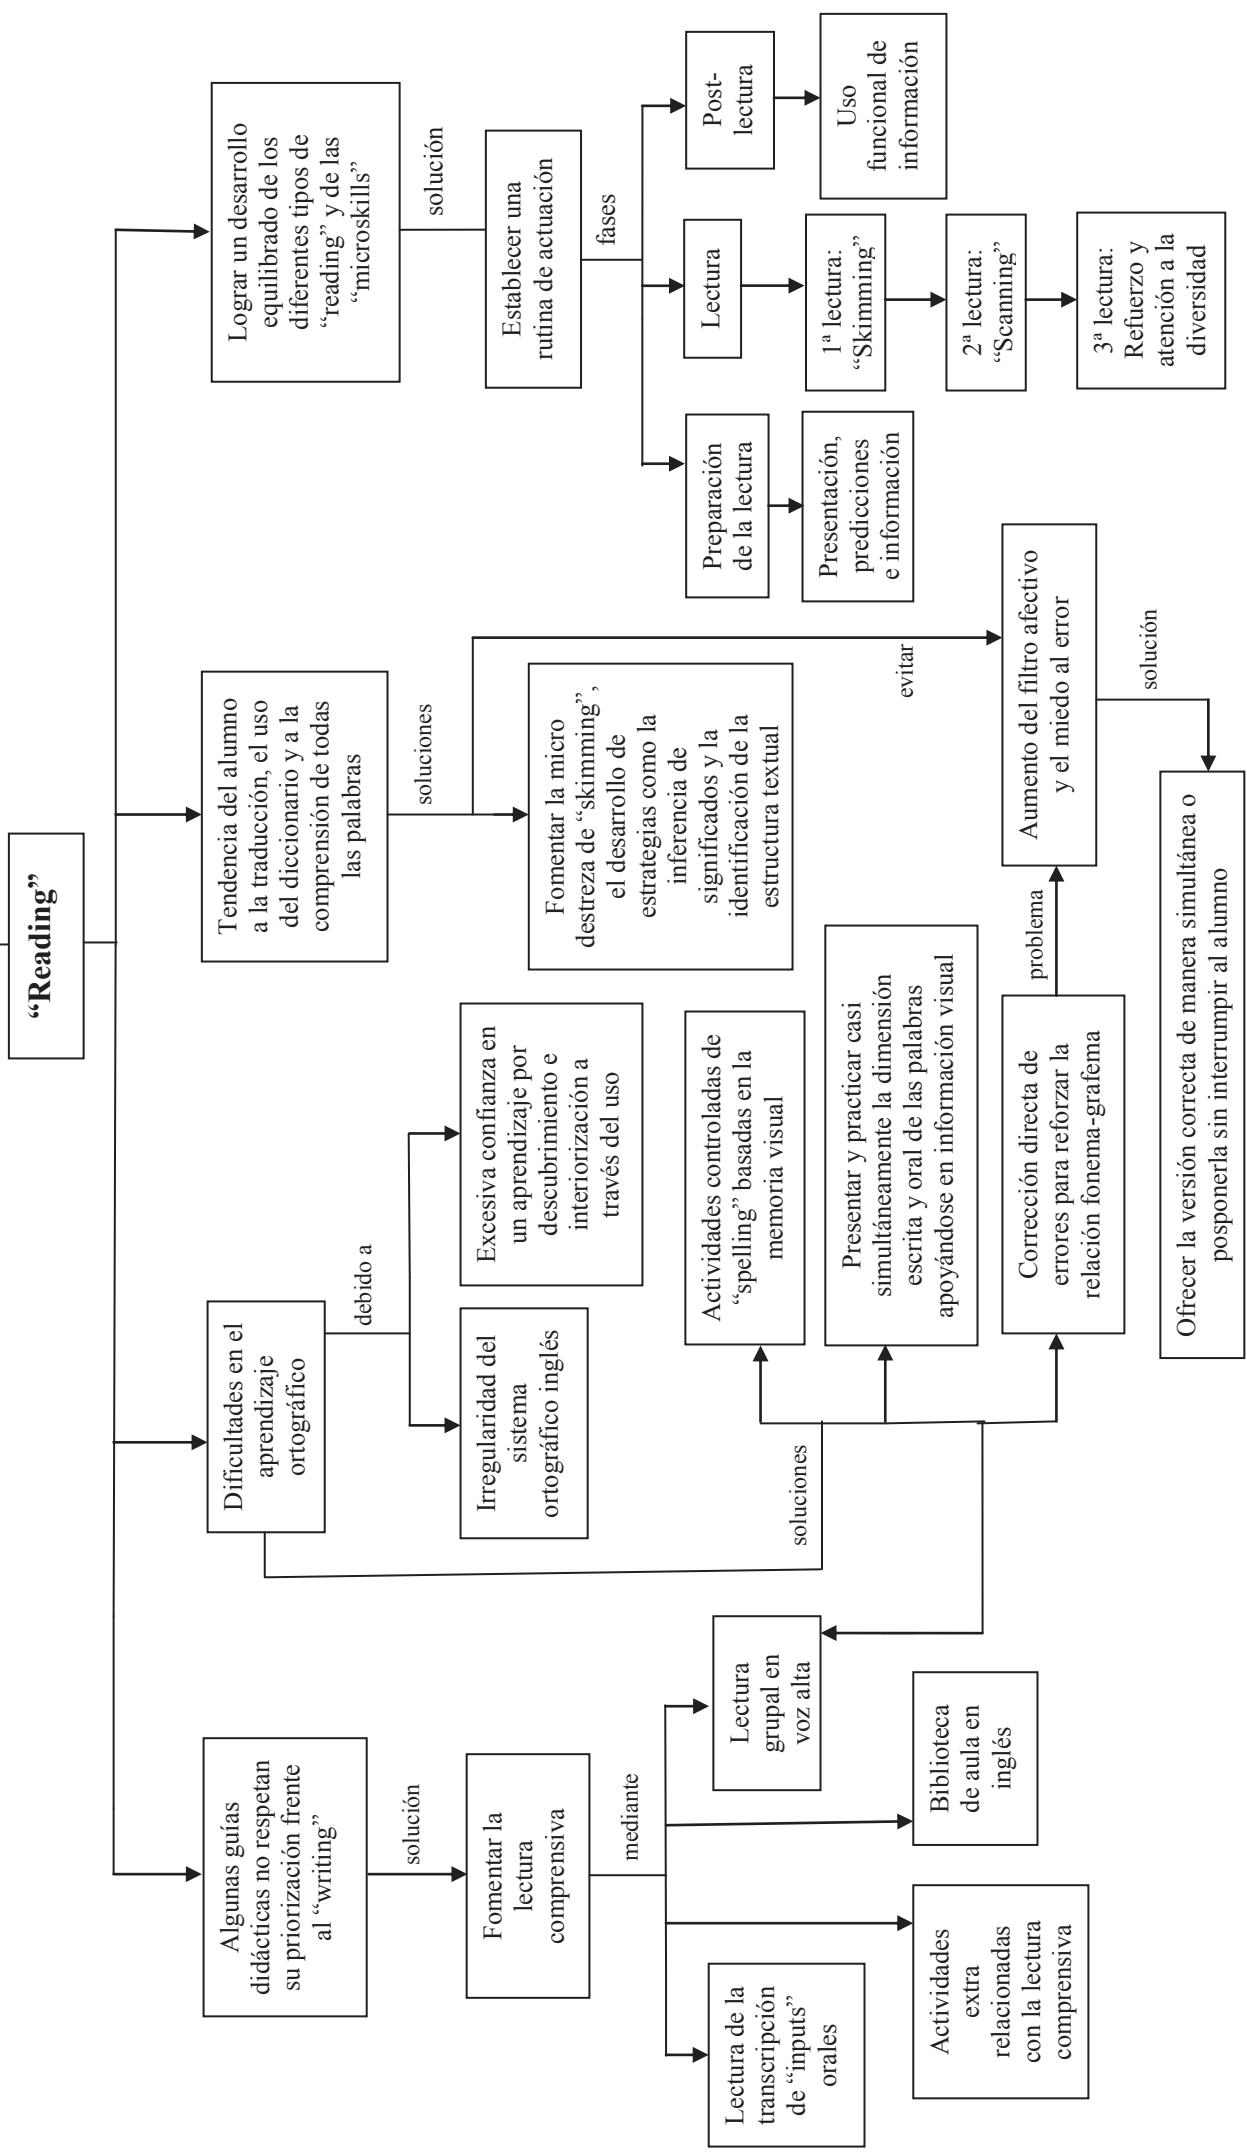 “Reading”
Algunas guías
didácticas no respetan
su priorización frente
al “writing”
solución
Fomentar la
lectura
comprensiva
mediante
Lectura de la
transcripción
de “inputs”
orales
Actividades
extra
relacionadas
con la lectura
comprensiva
Biblioteca
de aula en
inglés
Lectura
grupal en
voz alta
Dificultades en el
aprendizaje
ortográfico
debido a
Irregularidad del
sistema
ortográfico inglés
Excesiva confianza en
un aprendizaje por
descubrimiento e
interiorización a
través del uso
soluciones
Actividades controladas de
“spelling” basadas en la
memoria visual
Presentar y practicar casi
simultáneamente la dimensión
escrita y oral de las palabras
apoyándose en información visual
Corrección directa de
errores para reforzar la
relación fonema-grafema
problema
Tendencia del alumno
a la traducción, el uso
del diccionario y a la
comprensión de todas
las palabras
soluciones
Fomentar la micro
destreza de “skimming”,
el desarrollo de
estrategias como la
inferencia de
significados y la
identificación de la
estructura textual
evitar
Aumento del filtro afectivo
y el miedo al error
solución
Ofrecer la versión correcta de manera simultánea o
posponerla sin interrumpir al alumno
Lograr un desarrollo
equilibrado de los
diferentes tipos de
“reading” y de las
“microskills”
solución
Establecer una
rutina de actuación
fases
Preparación
de la lectura
Presentación,
predicciones
e información
Lectura
1ª lectura:
“Skimming”
2ª lectura:
“Scanning”
3ª lectura:
Refuerzo y
atención a la
diversidad
Post-
lectura
Uso
funcional de
información